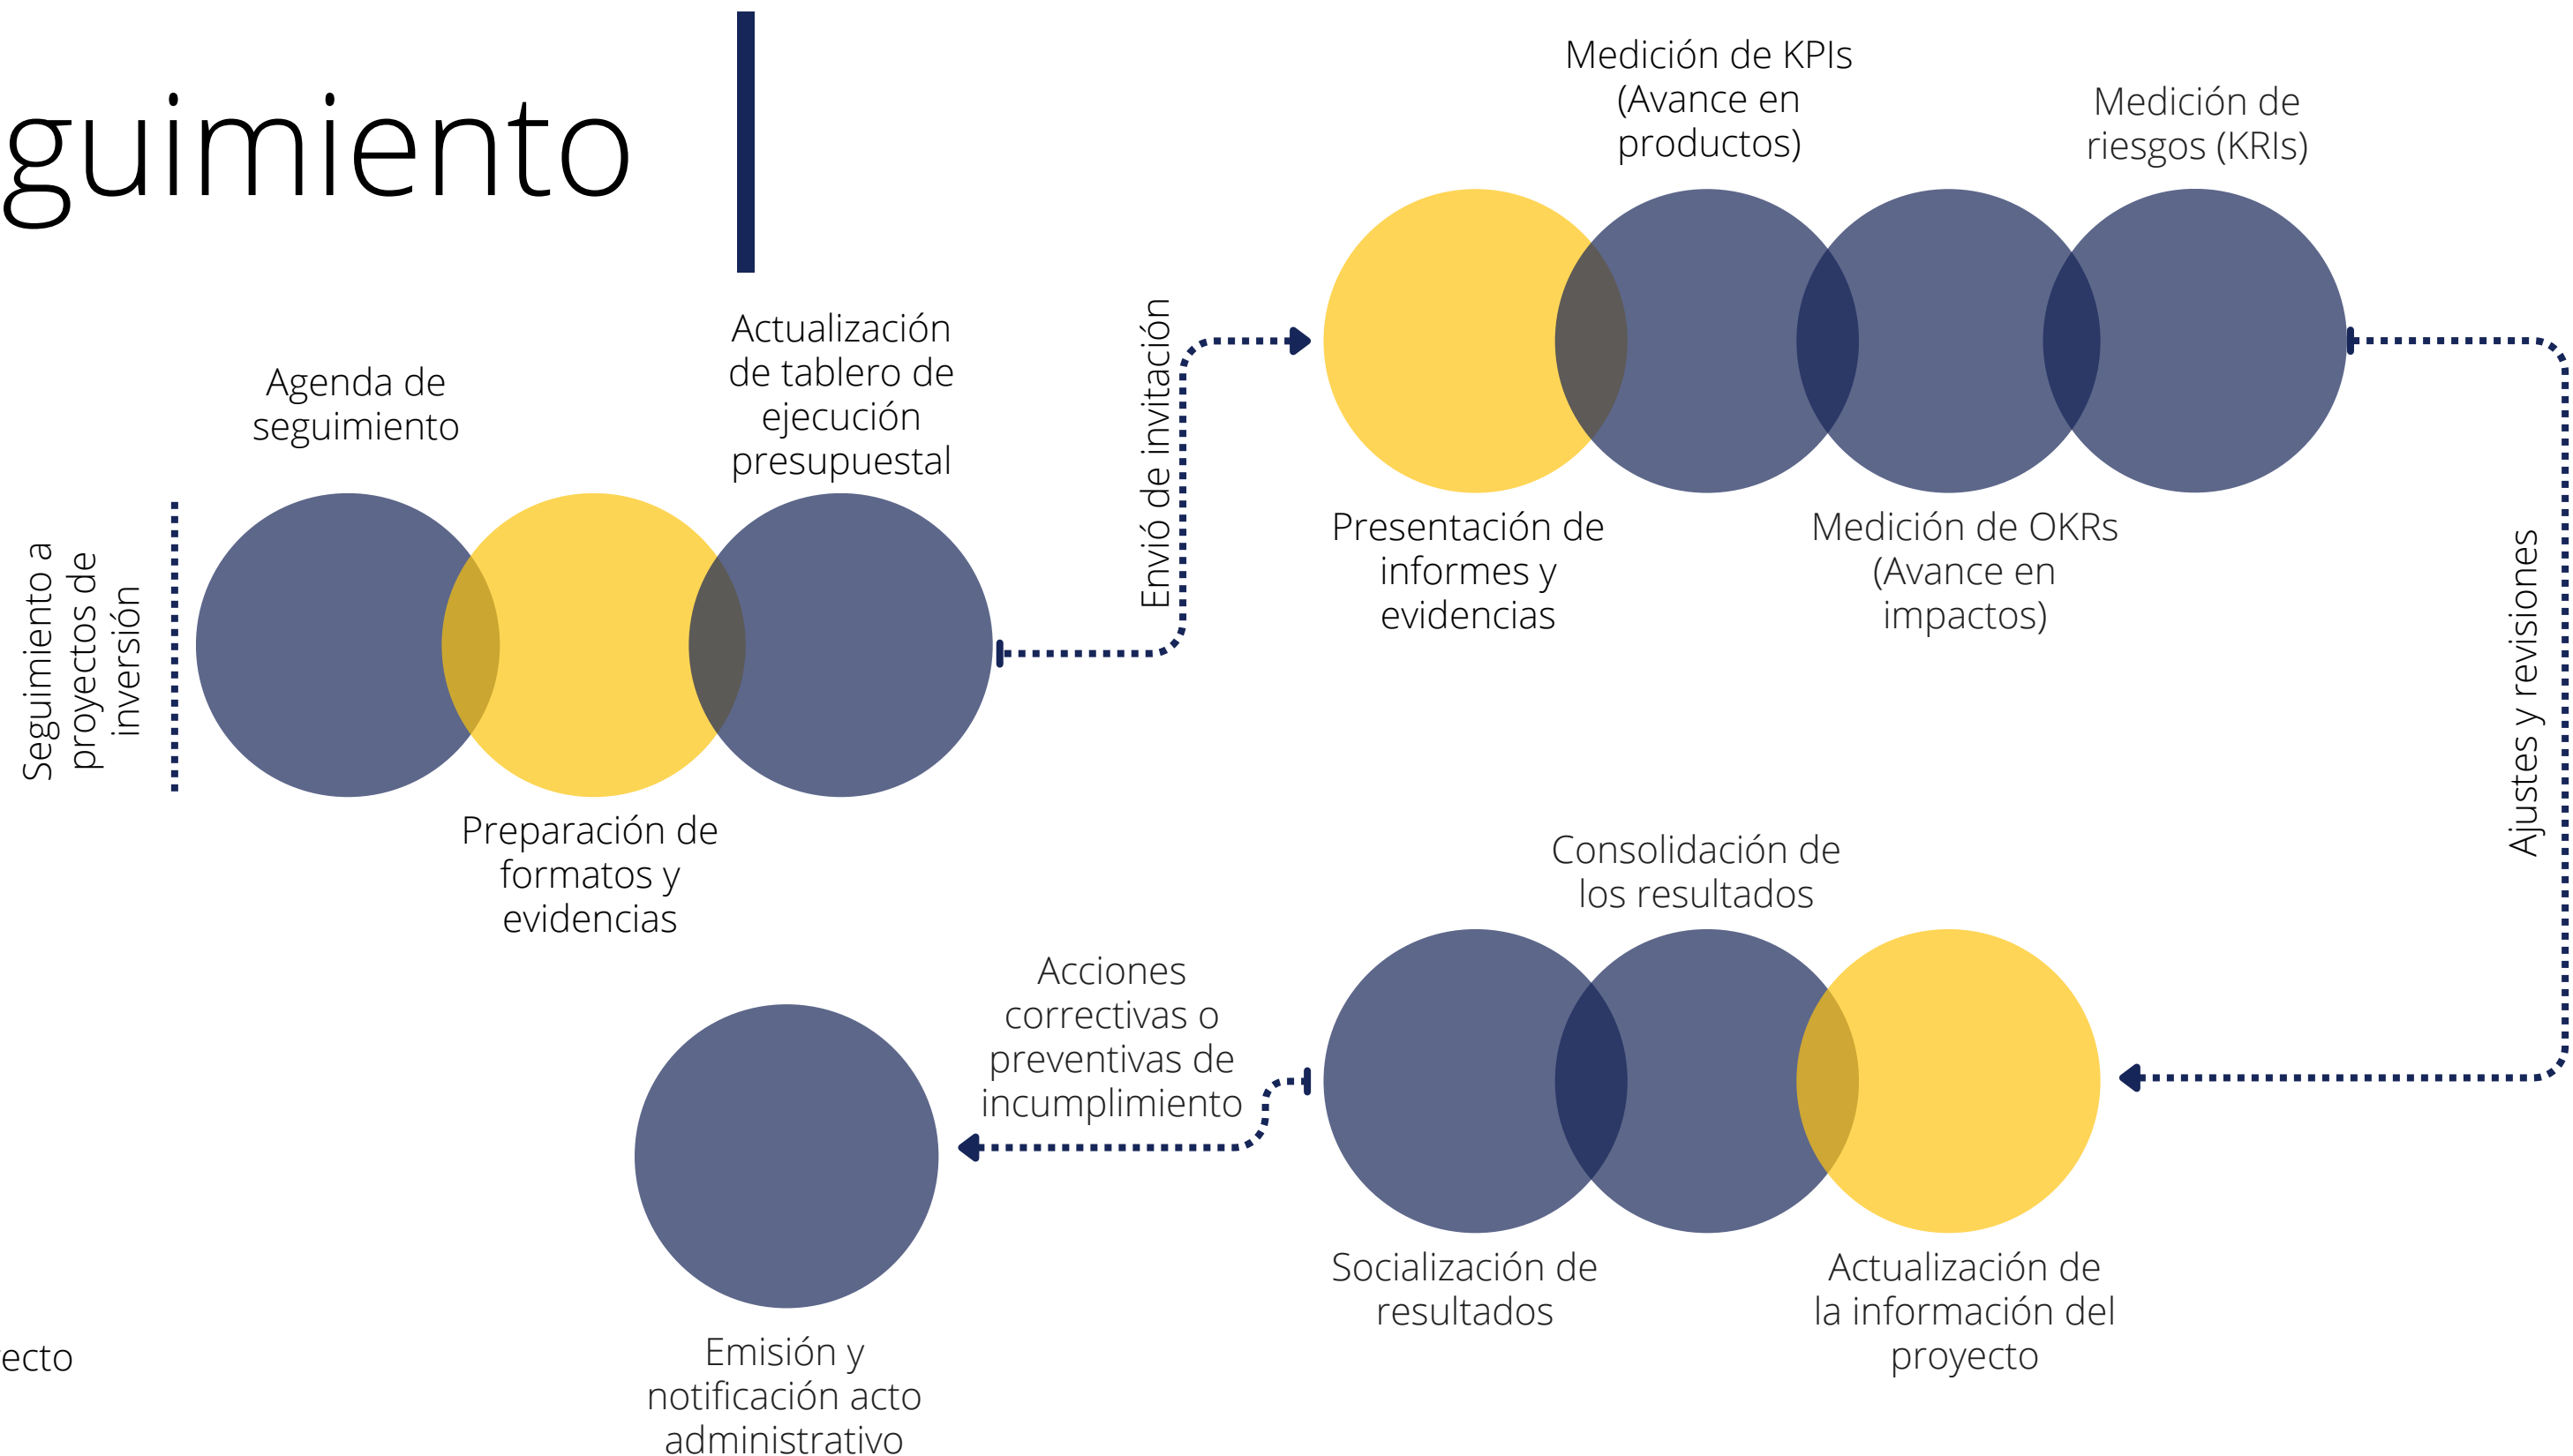 guimiento
Seguimiento a
proyectos de
inversión
Agenda de
seguimiento
Preparación de
formatos y
evidencias
Actualización
de tablero de
ejecución
presupuestal
Envió de invitación
Presentación de
informes y
evidencias
Medición de KPIs
(Avance en
productos)
Medición de OKRs
(Avance en
impactos)
Medición de
riesgos (KRIs)
Ajustes y revisiones
Actualización de
la información del
proyecto
Consolidación de
los resultados
Socialización de
resultados
Acciones
correctivas o
preventivas de
incumplimiento
Emisión y
notificación acto
administrativo
ecto